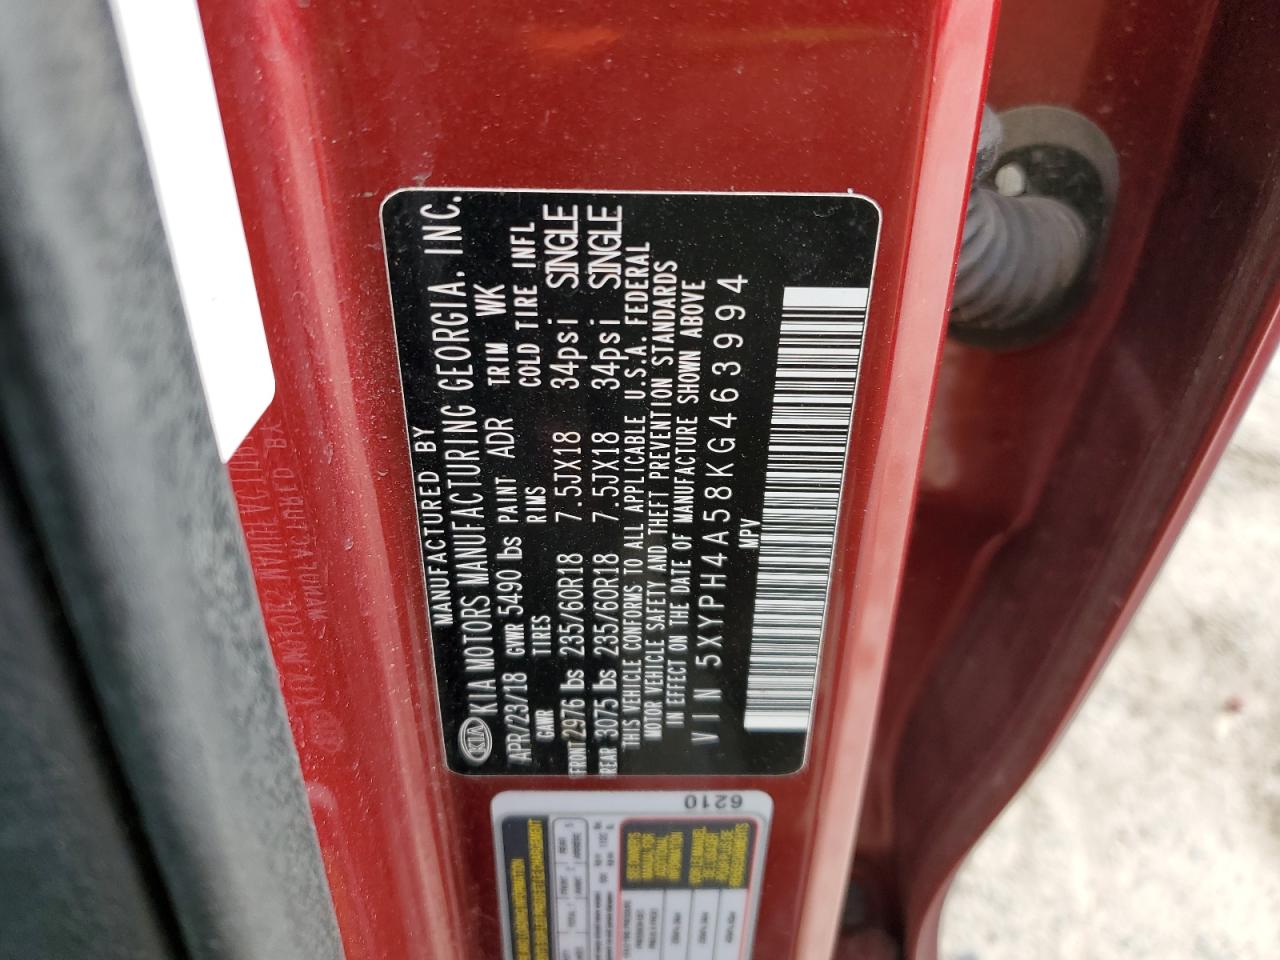 MANUFACTURED BY
KIA KIA MOTORS MANUFACTURING GEORGIA, INC.
APR/23/18 GVWR 5490 lbs PAINT ADR TRIM WK
GAWR TIRES RIMS COLD TIRE INFL
FRONT 2976 lbs 235/60R18 7.5JX18 34psi SINGLE
REAR 3075 lbs 235/60R18 7.5JX18 34psi SINGLE
THIS VEHICLE CONFORMS TO ALL APPLICABLE U.S.A. FEDERAL
MOTOR VEHICLE SAFETY AND THEFT PREVENTION STANDARDS
IN EFFECT ON THE DATE OF MANUFACTURE SHOWN ABOVE
VIN 5XYPH4A58KG463994
MPV
6210